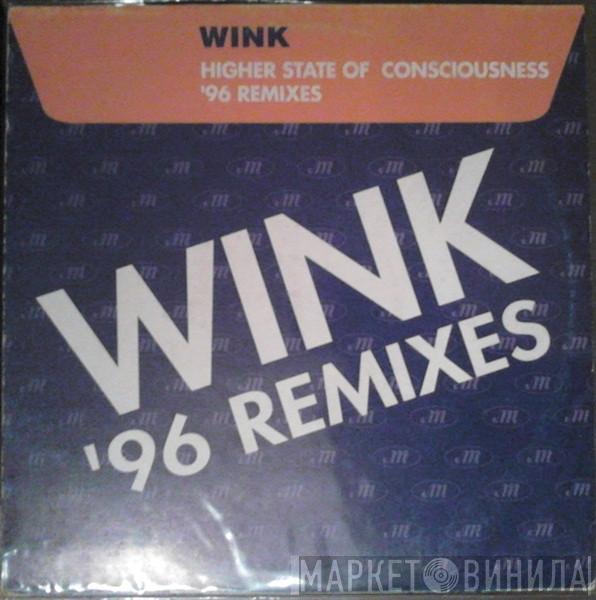 WINK
HIGHER STATE OF CONSCIOUSNESS
'96 REMIXES
WINK
'96 REMIXES
МАРКЕТ ВИНИЛА